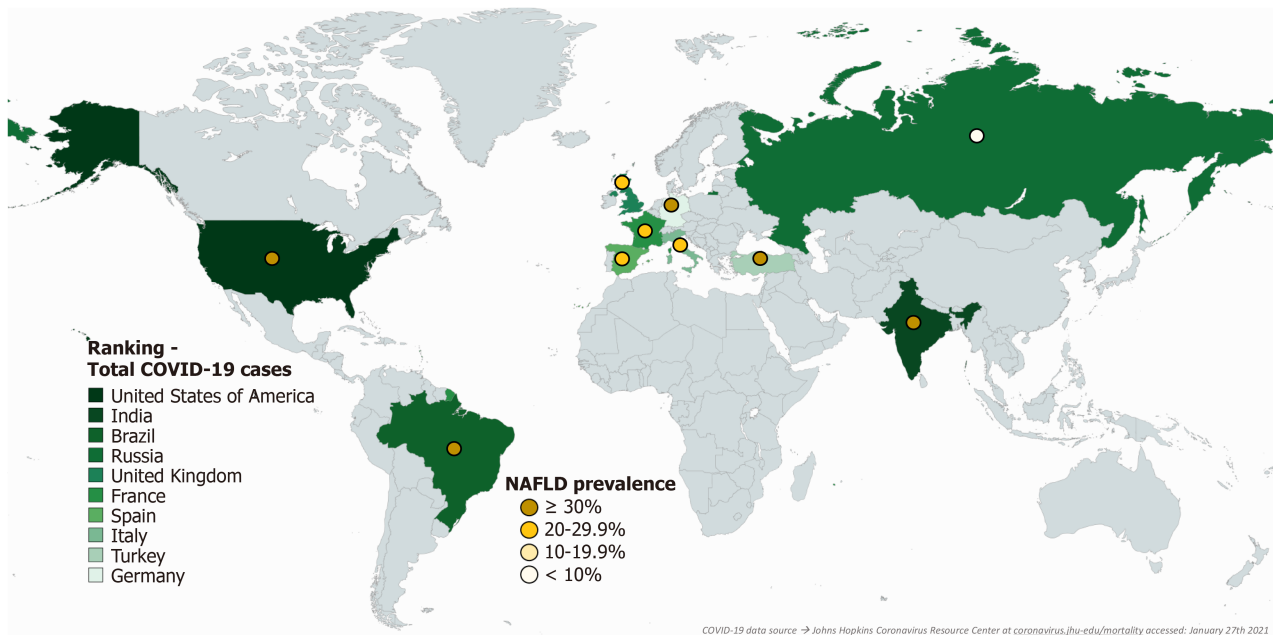 Ranking -
Total COVID-19 cases
United States of America
India
Brazil
Russia
United Kingdom
France
Spain
Italy
Turkey
Germany
NAFLD prevalence
≥ 30%
20-29.9%
10-19.9%
< 10%
COVID-19 data source → Johns Hopkins Coronavirus Resource Center at coronavirus.jhu-edu/mortality accessed: January 27th 2021